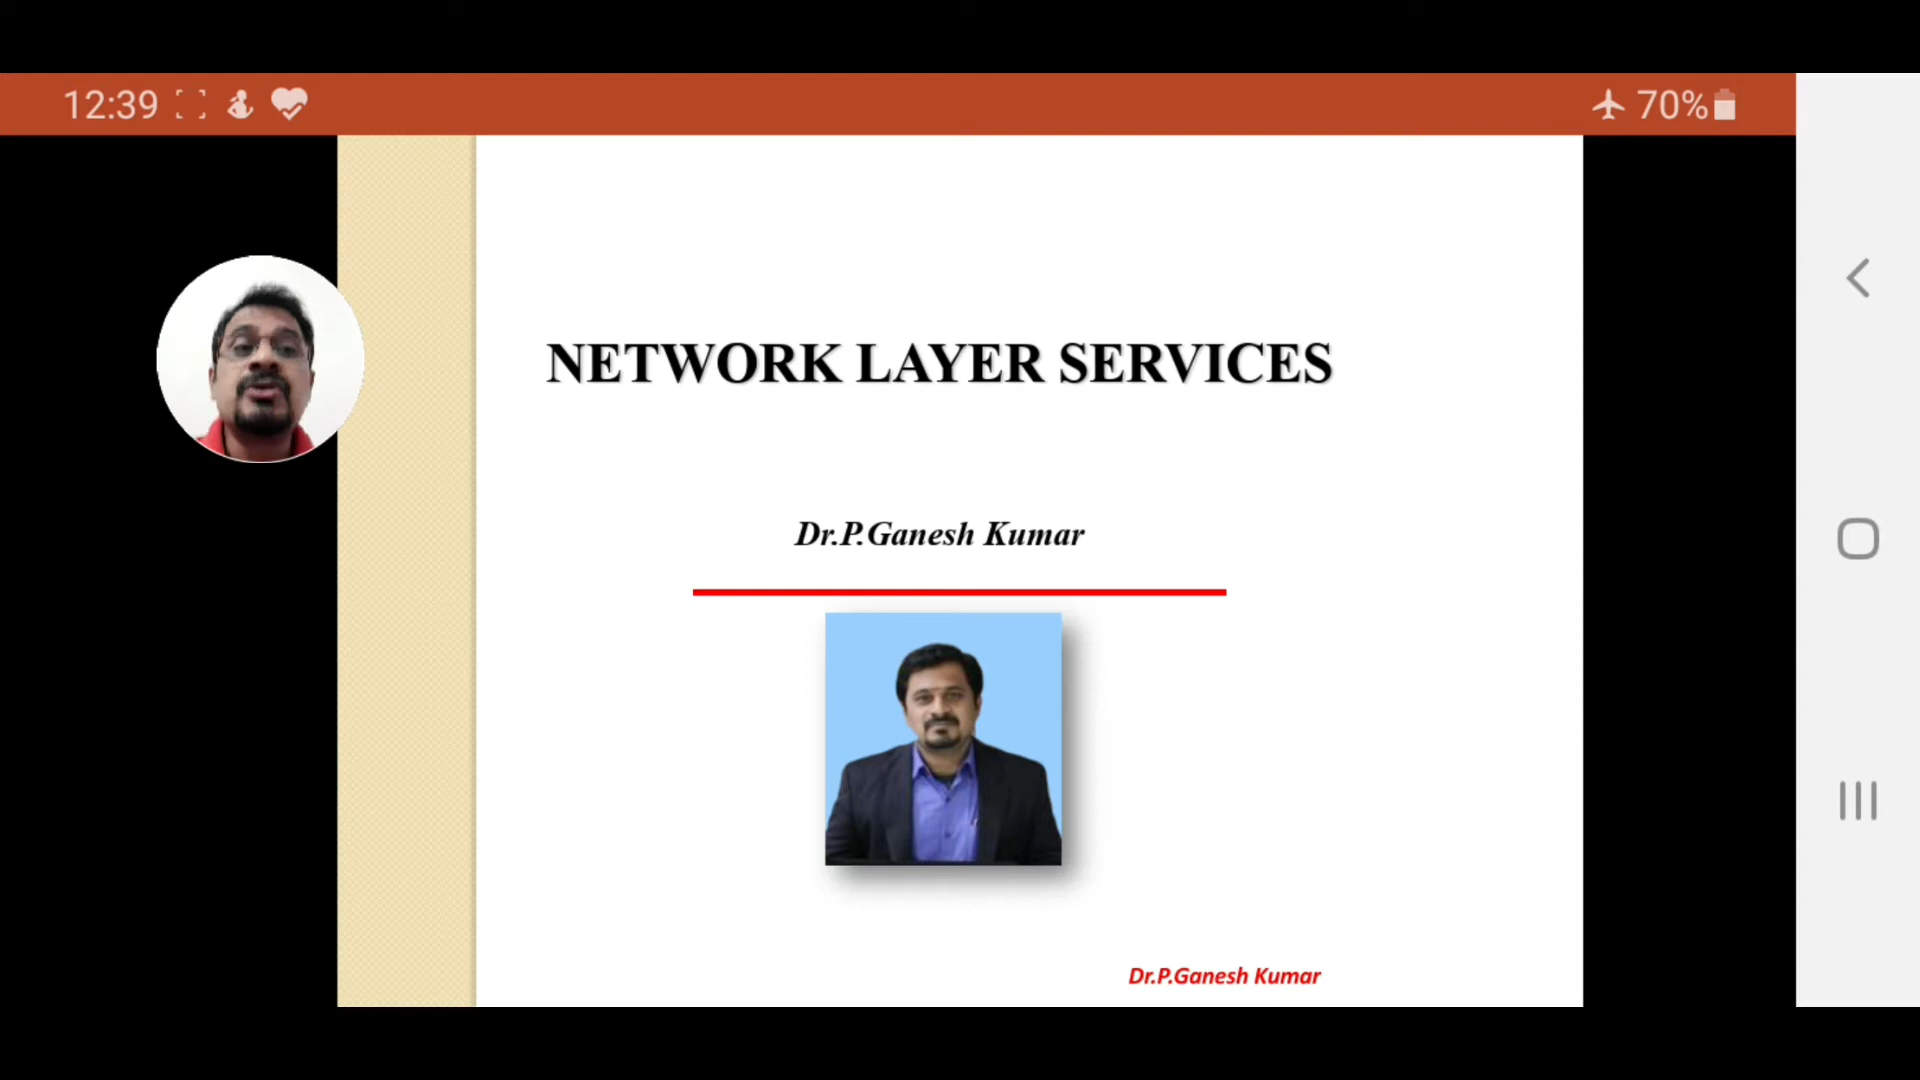 12:39
70%
NETWORK LAYER SERVICES
Dr.P.Ganesh Kumar
Dr.P.Ganesh Kumar